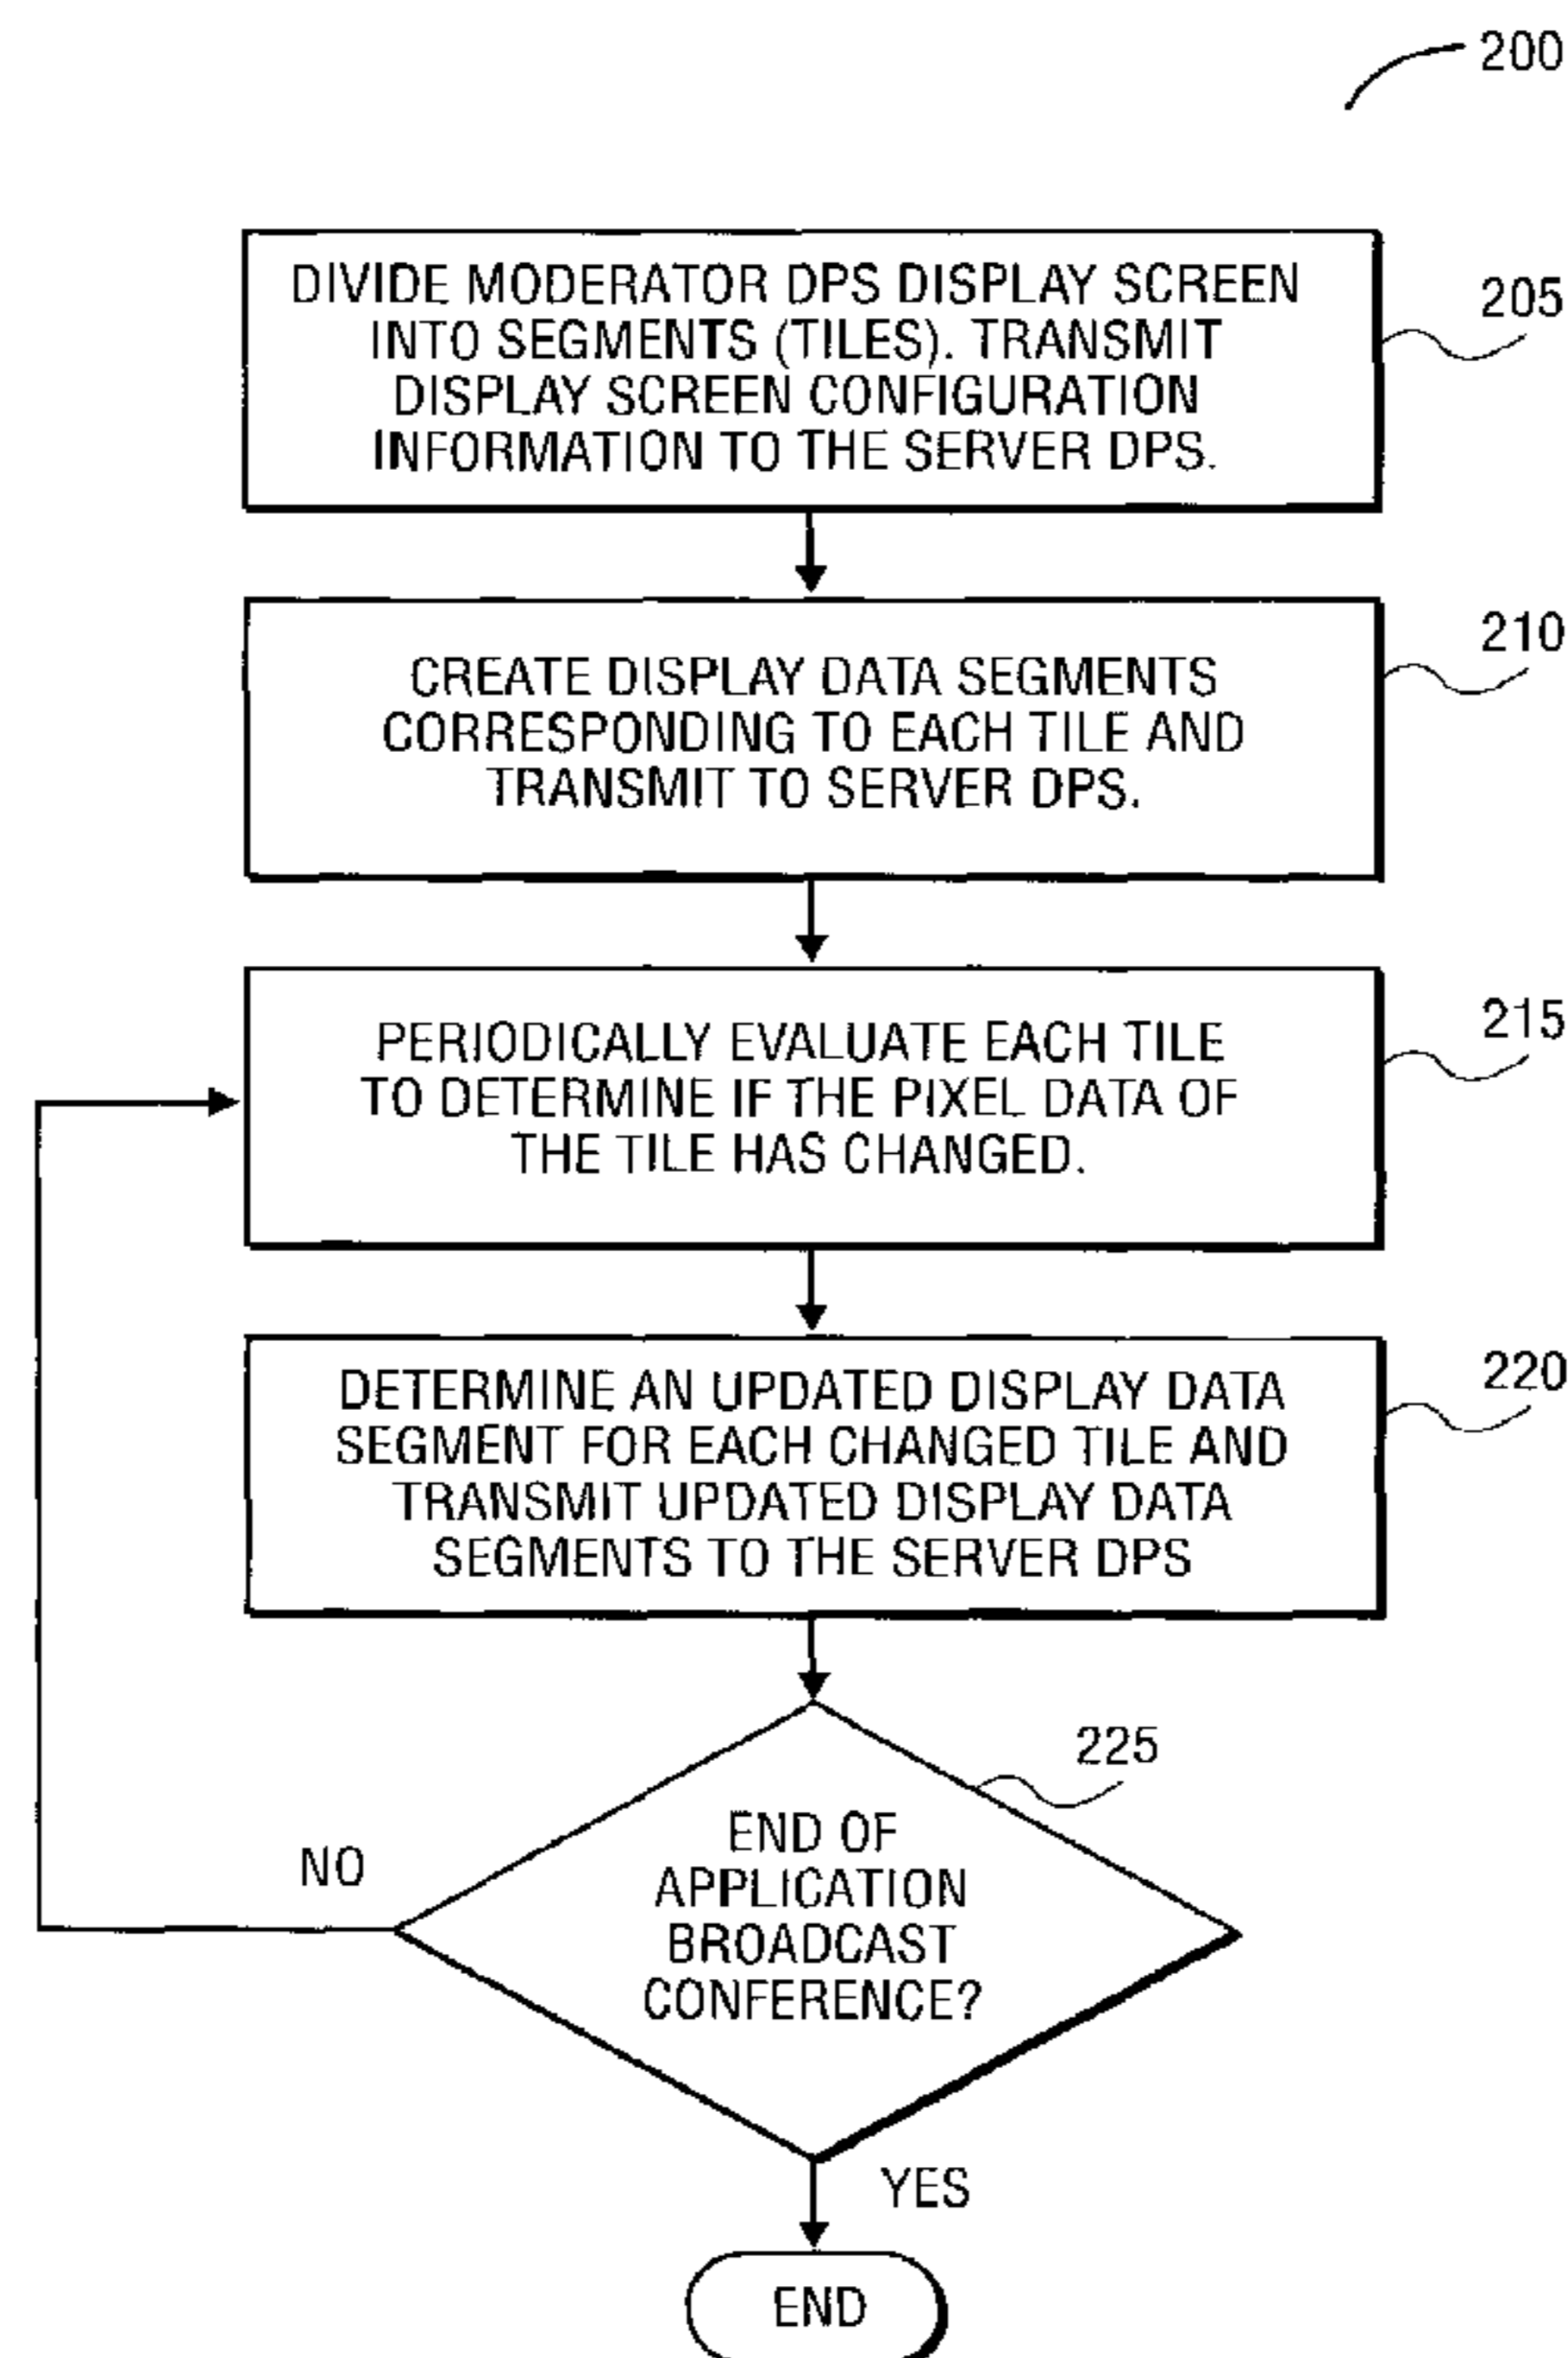 200
DIVIDE MODERATOR DPS DISPLAY SCREEN
INTO SEGMENTS (TILES). TRANSMIT
DISPLAY SCREEN CONFIGURATION
INFORMATION TO THE SERVER DPS.
205
CREATE DISPLAY DATA SEGMENTS
CORRESPONDING TO EACH TILE AND
TRANSMIT TO SERVER DPS.
210
PERIODICALLY EVALUATE EACH TILE
TO DETERMINE IF THE PIXEL DATA OF
THE TILE HAS CHANGED.
215
DETERMINE AN UPDATED DISPLAY DATA
SEGMENT FOR EACH CHANGED TILE AND
TRANSMIT UPDATED DISPLAY DATA
SEGMENTS TO THE SERVER DPS
220
225
END OF
APPLICATION
BROADCAST
CONFERENCE?
NO
YES
END